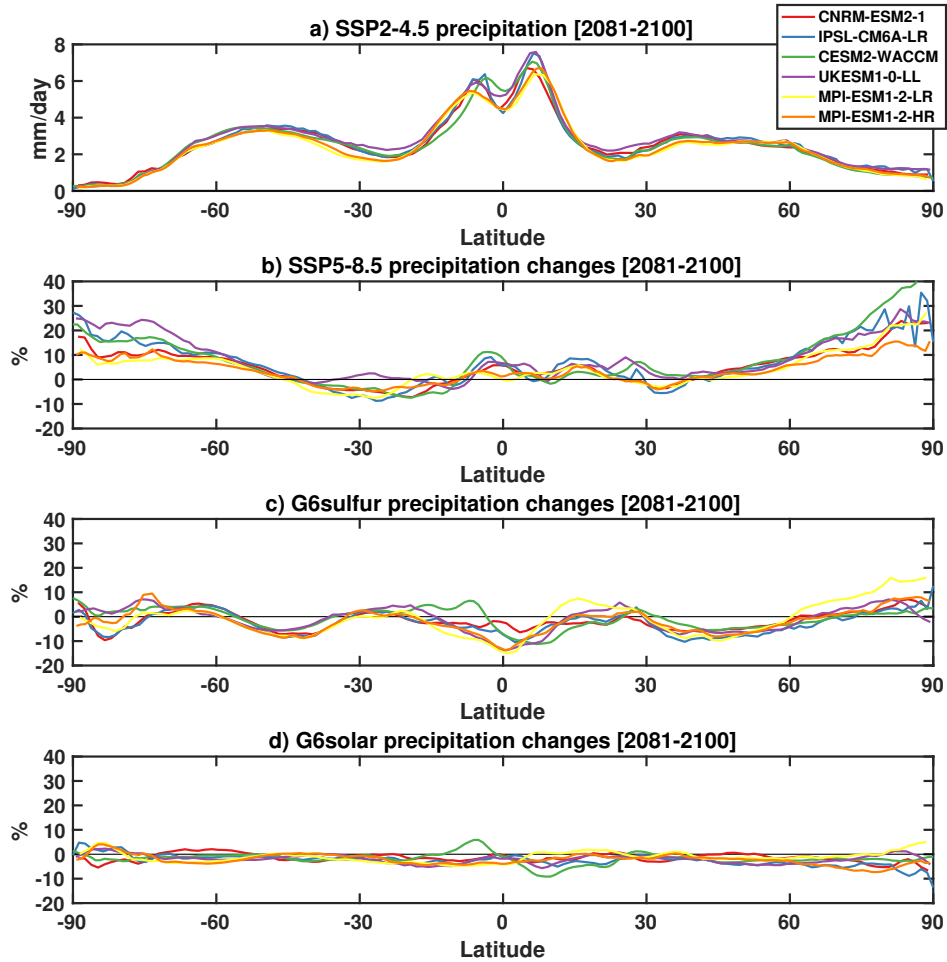 a) SSP2-4.5 precipitation [2081-2100]
CNRM-ESM2-1
IPSL-CM6A-LR
CESM2-WACCM
UKESM1-0-LL
MPI-ESM1-2-LR
MPI-ESM1-2-HR
mm/day
8
6
4
2
0
-90 -60 -30 0 30 60 90
Latitude
b) SSP5-8.5 precipitation changes [2081-2100]
%
40
30
20
10
0
-10
-20
-90 -60 -30 0 30 60 90
Latitude
c) G6sulfur precipitation changes [2081-2100]
%
40
30
20
10
0
-10
-20
-90 -60 -30 0 30 60 90
Latitude
d) G6solar precipitation changes [2081-2100]
%
40
30
20
10
0
-10
-20
-90 -60 -30 0 30 60 90
Latitude